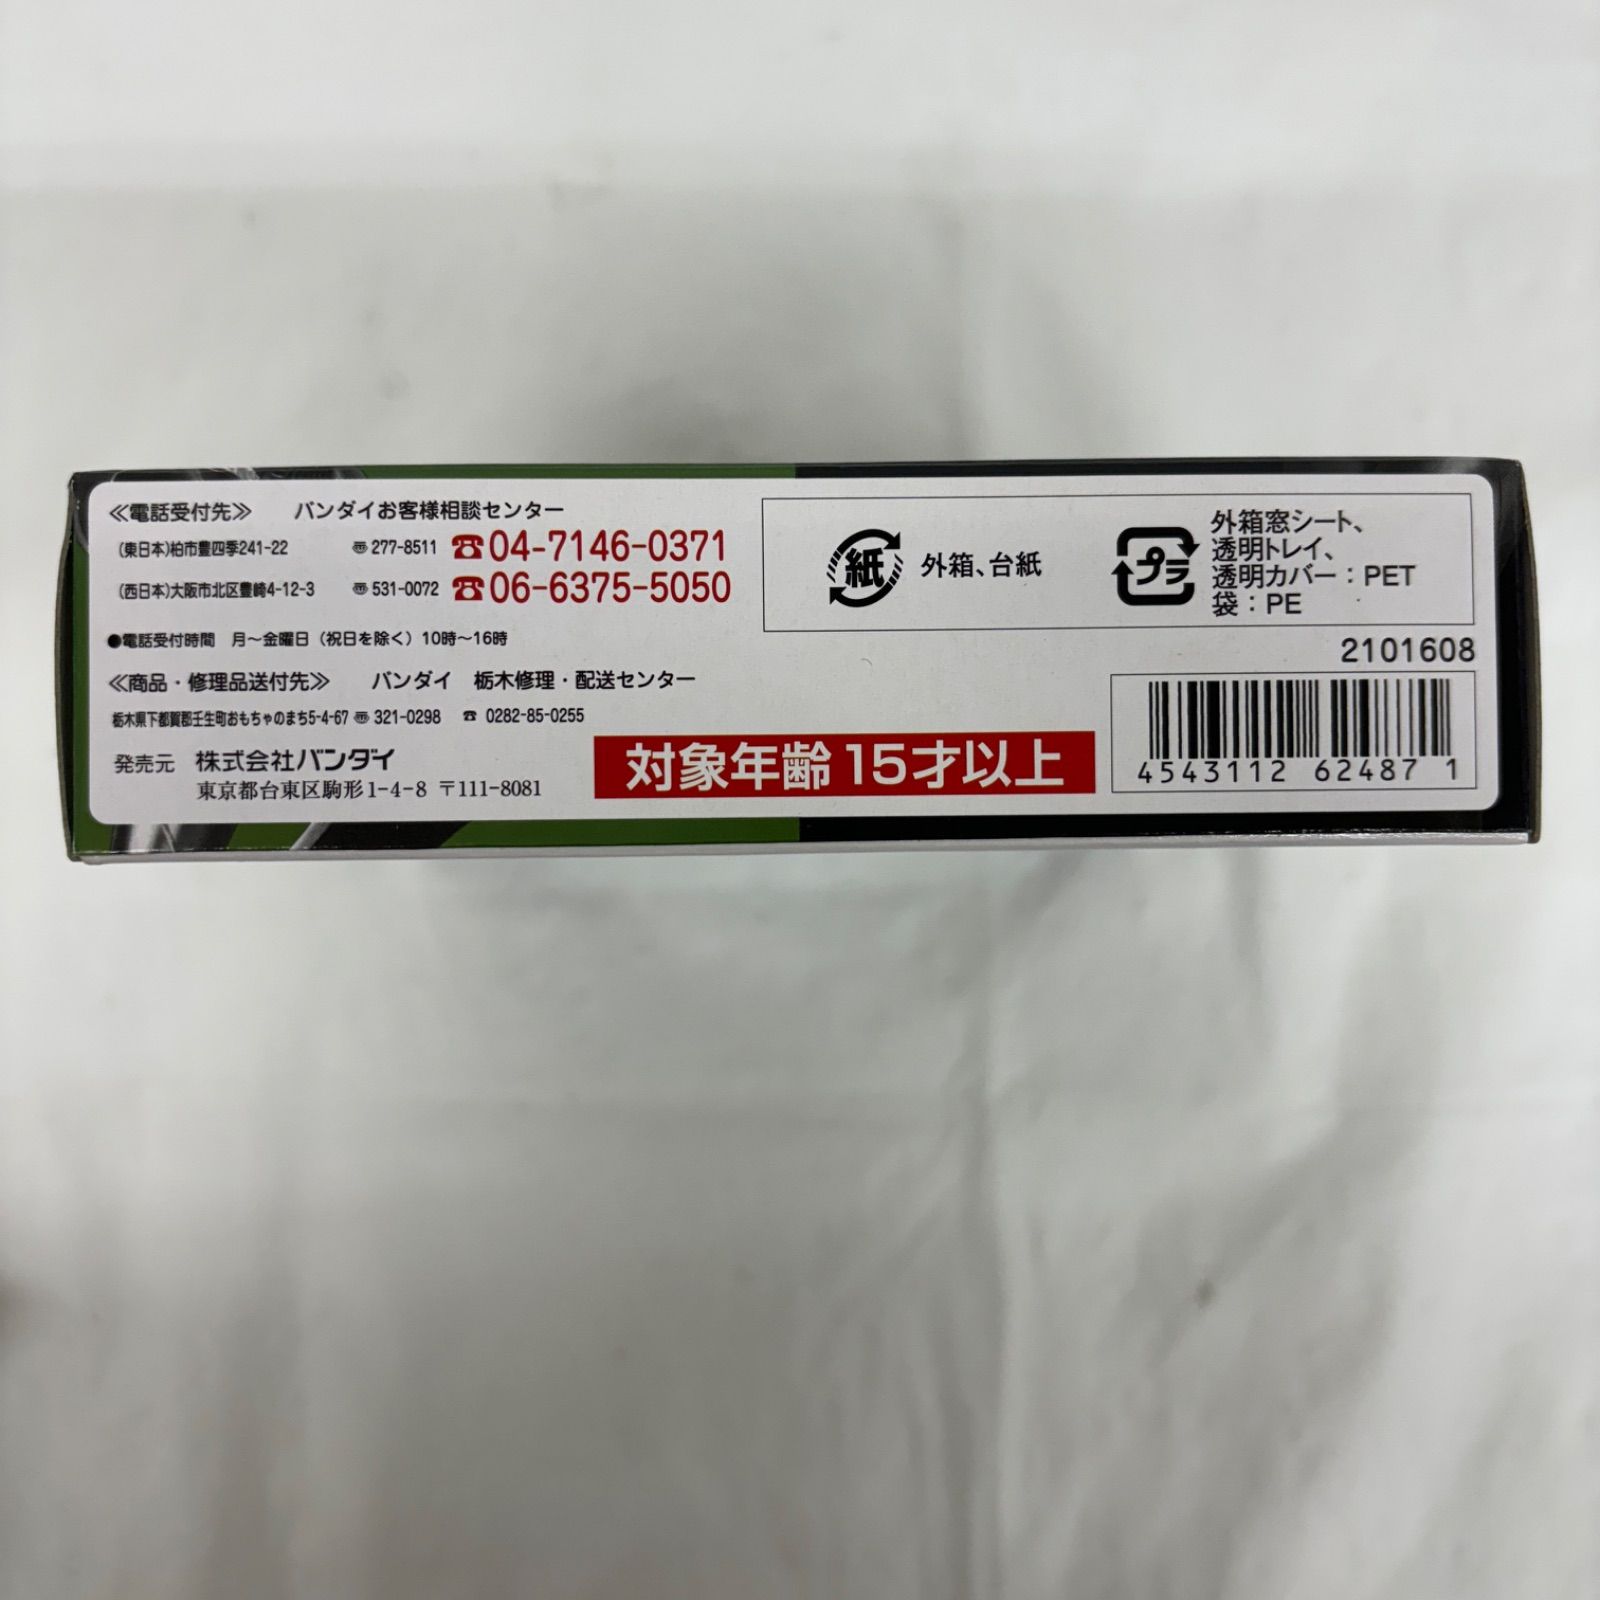 ≪電話受付先≫ バンダイお客様相談センター
(東日本)柏市豊四季241-22 〠277-8511 ☎04-7146-0371
(西日本)大阪市北区豊崎4-12-3 〠531-0072 ☎06-6375-5050
●電話受付時間 月〜金曜日(祝日を除く)10時〜16時
≪商品・修理品送付先≫ バンダイ 栃木修理・配送センター
栃木県下都賀郡壬生町おもちゃのまち5-4-67 〠321-0298 ☎0282-85-0255
発売元 株式会社バンダイ
東京都台東区駒形1-4-8 〒111-8081
対象年齢15才以上
紙 外箱、台紙
プラ
外箱窓シート、
透明トレイ、
透明カバー：PET
袋：PE
2101608
4543112 624871